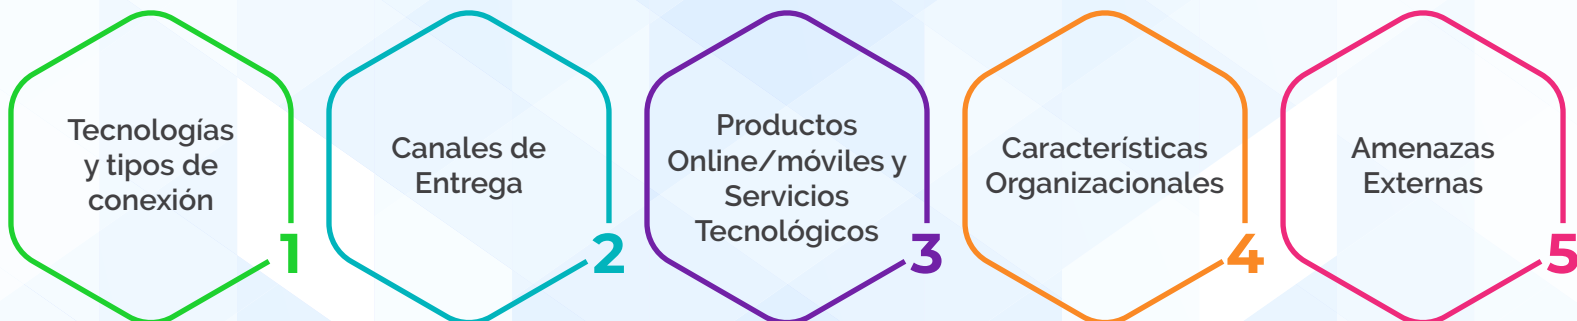 Tecnologías
y tipos de
conexión
1
Canales de
Entrega
2
Productos
Online/móviles y
Servicios
Tecnológicos
3
Características
Organizacionales
4
Amenazas
Externas
5